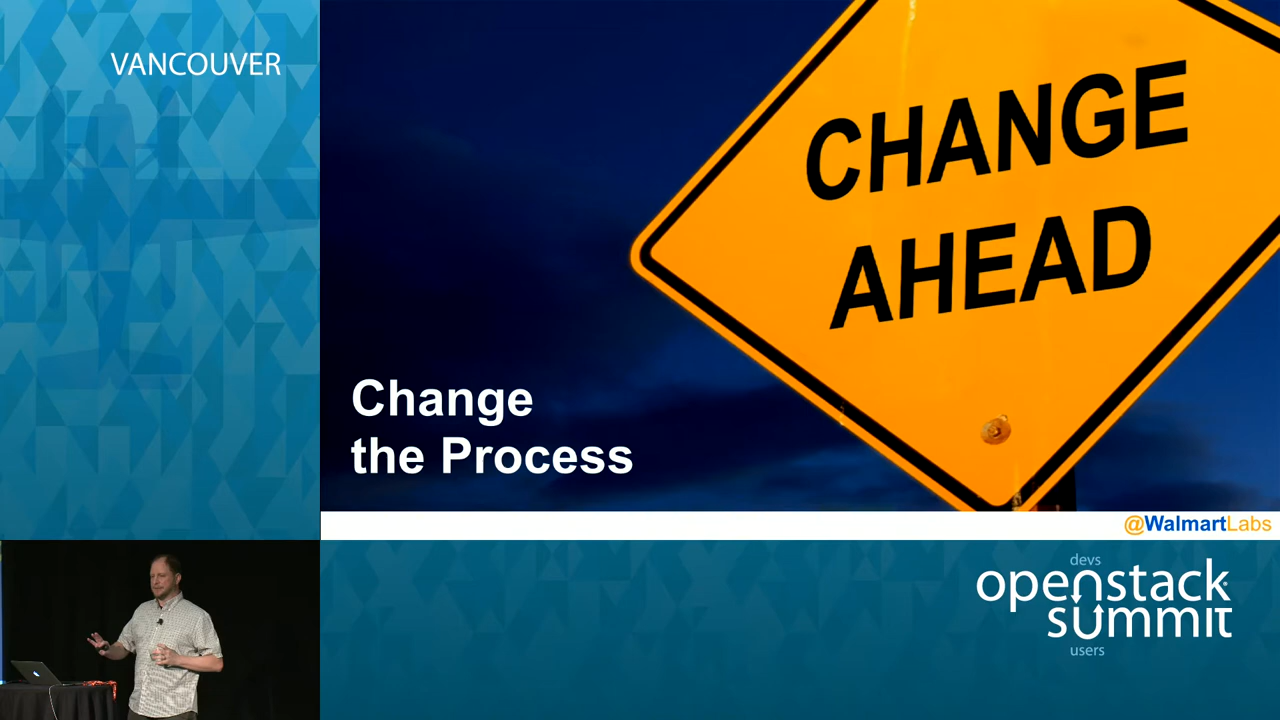 VANCOUVER
CHANGE
AHEAD
Change
the Process
@WalmartLabs
devs
openstack
summit
users